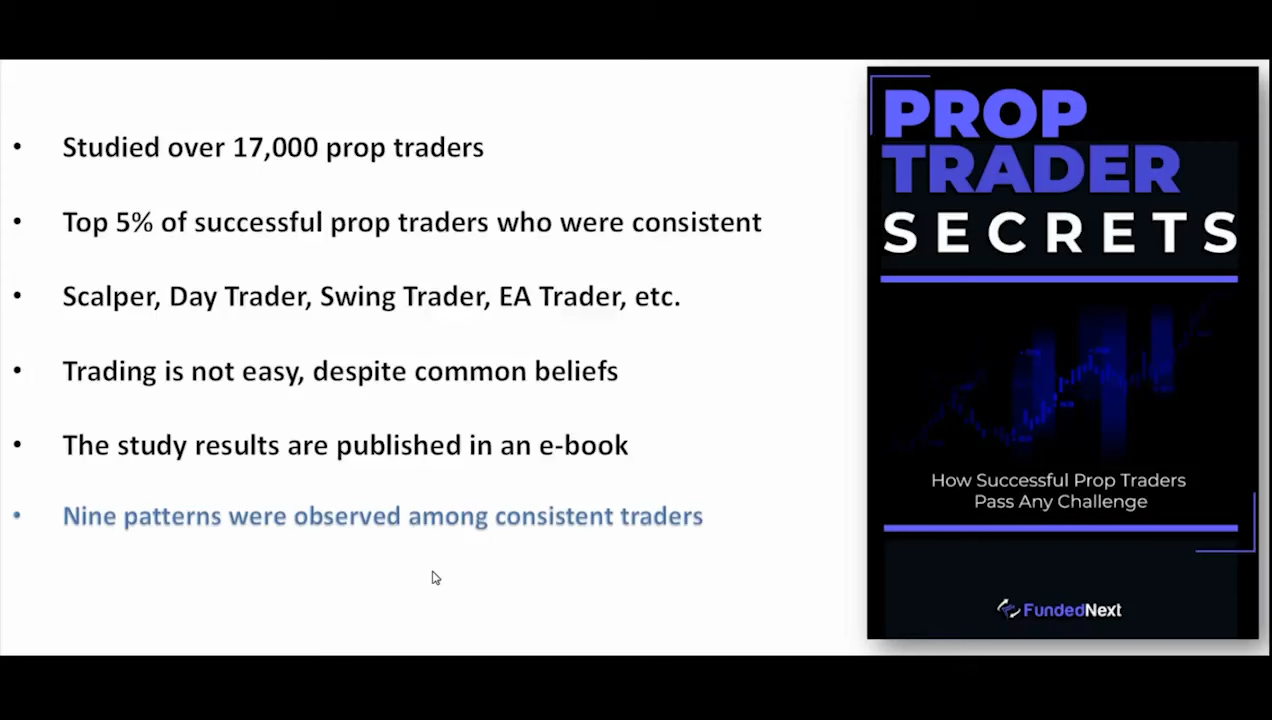 • Studied over 17,000 prop traders
• Top 5% of successful prop traders who were consistent
• Scalper, Day Trader, Swing Trader, EA Trader, etc.
• Trading is not easy, despite common beliefs
• The study results are published in an e-book
• Nine patterns were observed among consistent traders
PROP
TRADER
SECRETS
How Successful Prop Traders
Pass Any Challenge
FundedNext